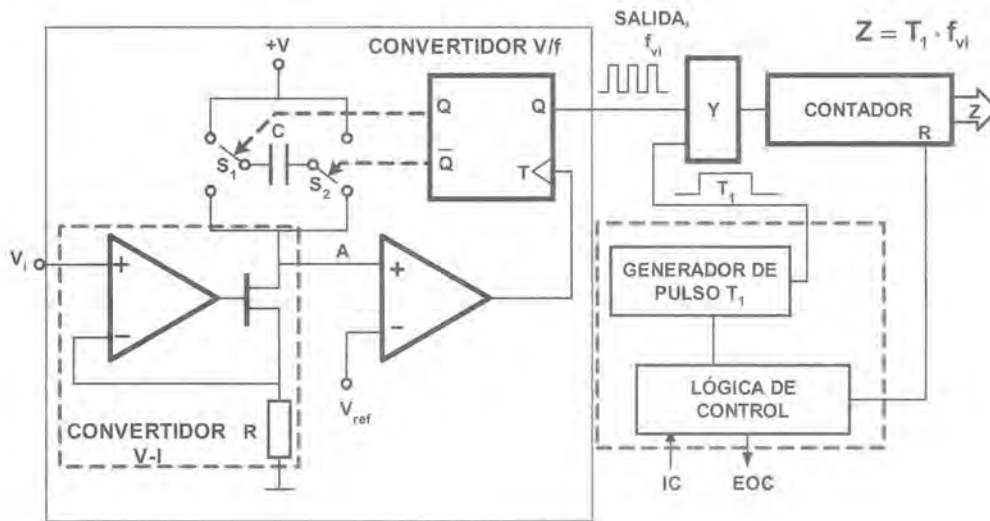 SALIDA,
f_vi
Z = T₁ · f_vi
+V
CONVERTIDOR V/f
Q
Q
Y
CONTADOR
R
Z
C
S₁
S₂
Q̅
T
T₁
V_i
+
−
A
+
−
V_ref
GENERADOR DE
PULSO T₁
LÓGICA DE
CONTROL
CONVERTIDOR R
V-I
IC
EOC